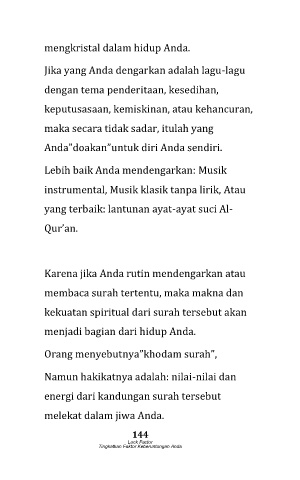 mengkristal dalam hidup Anda.
Jika yang Anda dengarkan adalah lagu-lagu
dengan tema penderitaan, kesedihan,
keputusasaan, kemiskinan, atau kehancuran,
maka secara tidak sadar, itulah yang
Anda”doakan”untuk diri Anda sendiri.
Lebih baik Anda mendengarkan: Musik
instrumental, Musik klasik tanpa lirik, Atau
yang terbaik: lantunan ayat-ayat suci Al-
Qur’an.
Karena jika Anda rutin mendengarkan atau
membaca surah tertentu, maka makna dan
kekuatan spiritual dari surah tersebut akan
menjadi bagian dari hidup Anda.
Orang menyebutnya”khodam surah”,
Namun hakikatnya adalah: nilai-nilai dan
energi dari kandungan surah tersebut
melekat dalam jiwa Anda.
144
Luck Factor
Tingkatkan Faktor Keberuntungan Anda